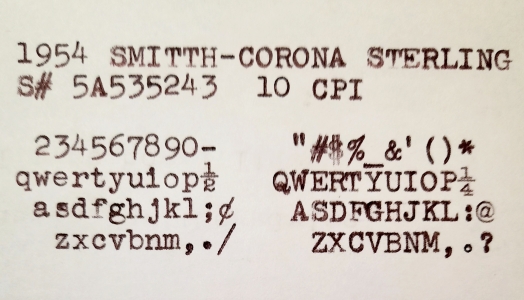 1954 SMITTH-CORONA STERLING
S# 5A535243 10 CPI
234567890- "#$%_&'()*
qwertyuiop½ QWERTYUIOP¼
asdfghjkl;¢ ASDFGHJKL:@
zxcvbnm,./ ZXCVBNM,.?